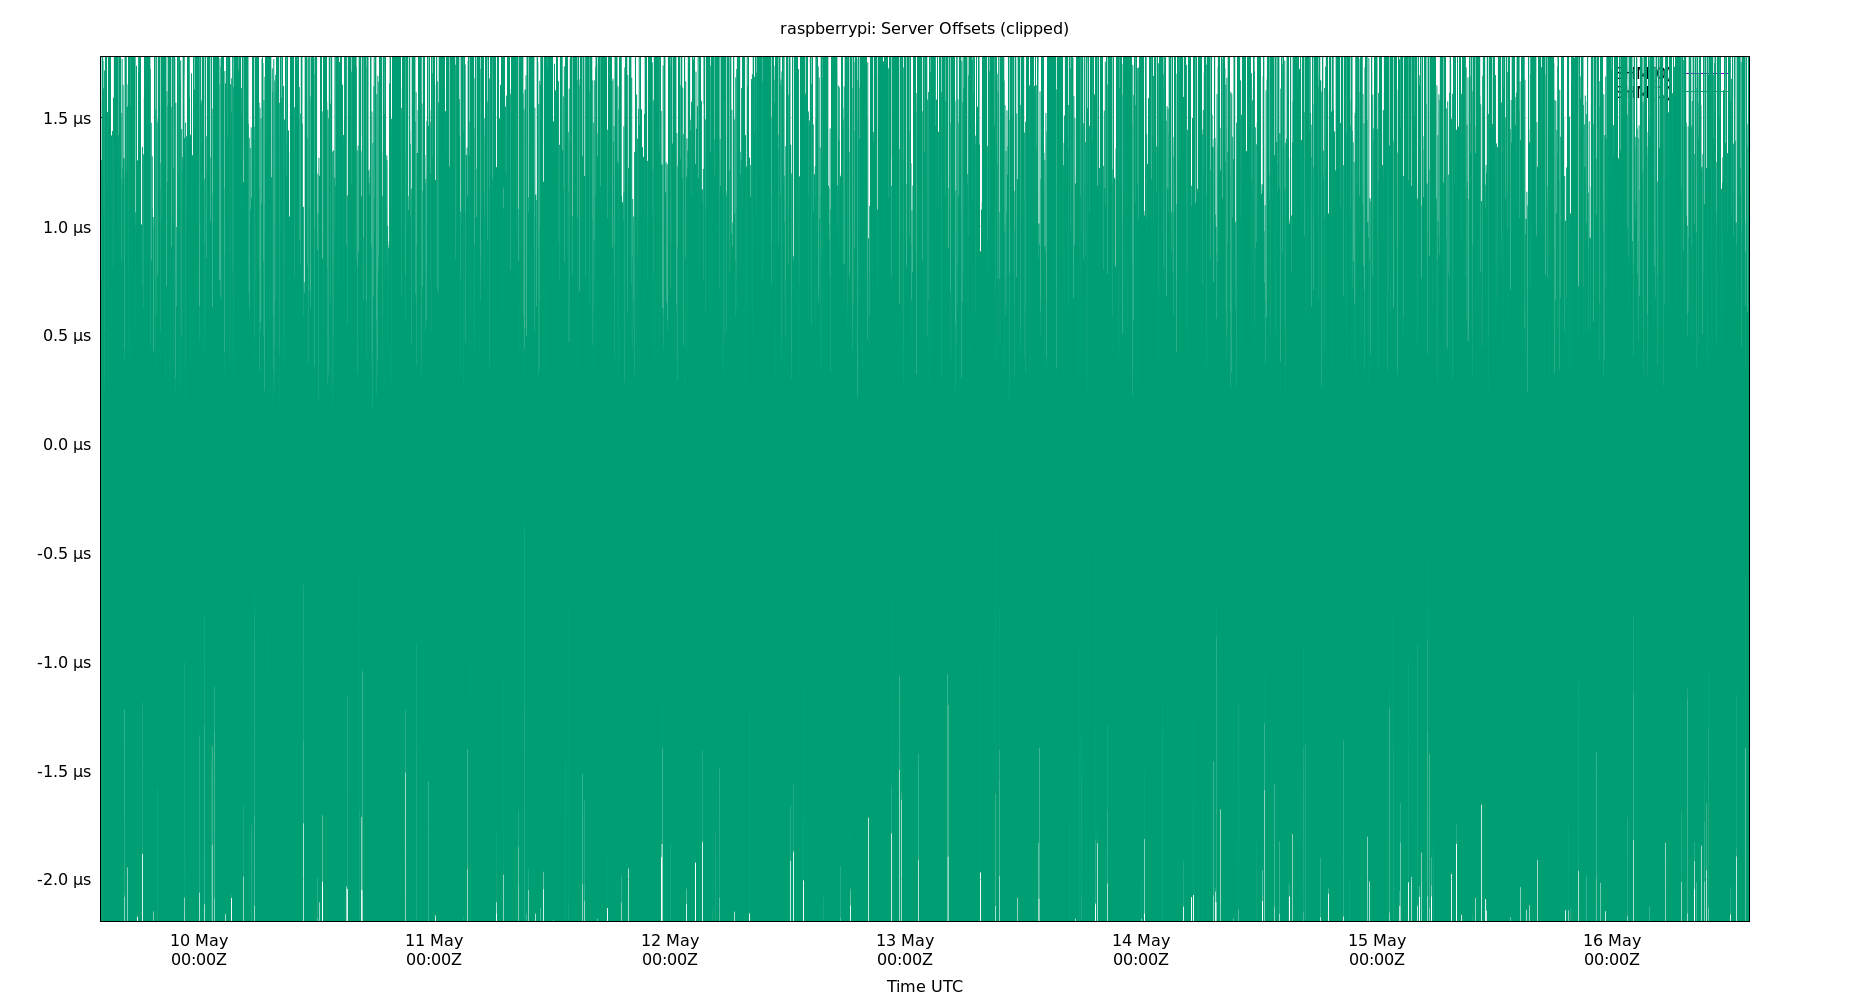 raspberrypi: Server Offsets (clipped)
1.5 µs
1.0 µs
0.5 µs
0.0 µs
-0.5 µs
-1.0 µs
-1.5 µs
-2.0 µs
10 May 11 May 12 May 13 May 14 May 15 May 16 May
00:00Z 00:00Z 00:00Z 00:00Z 00:00Z 00:00Z 00:00Z
Time UTC